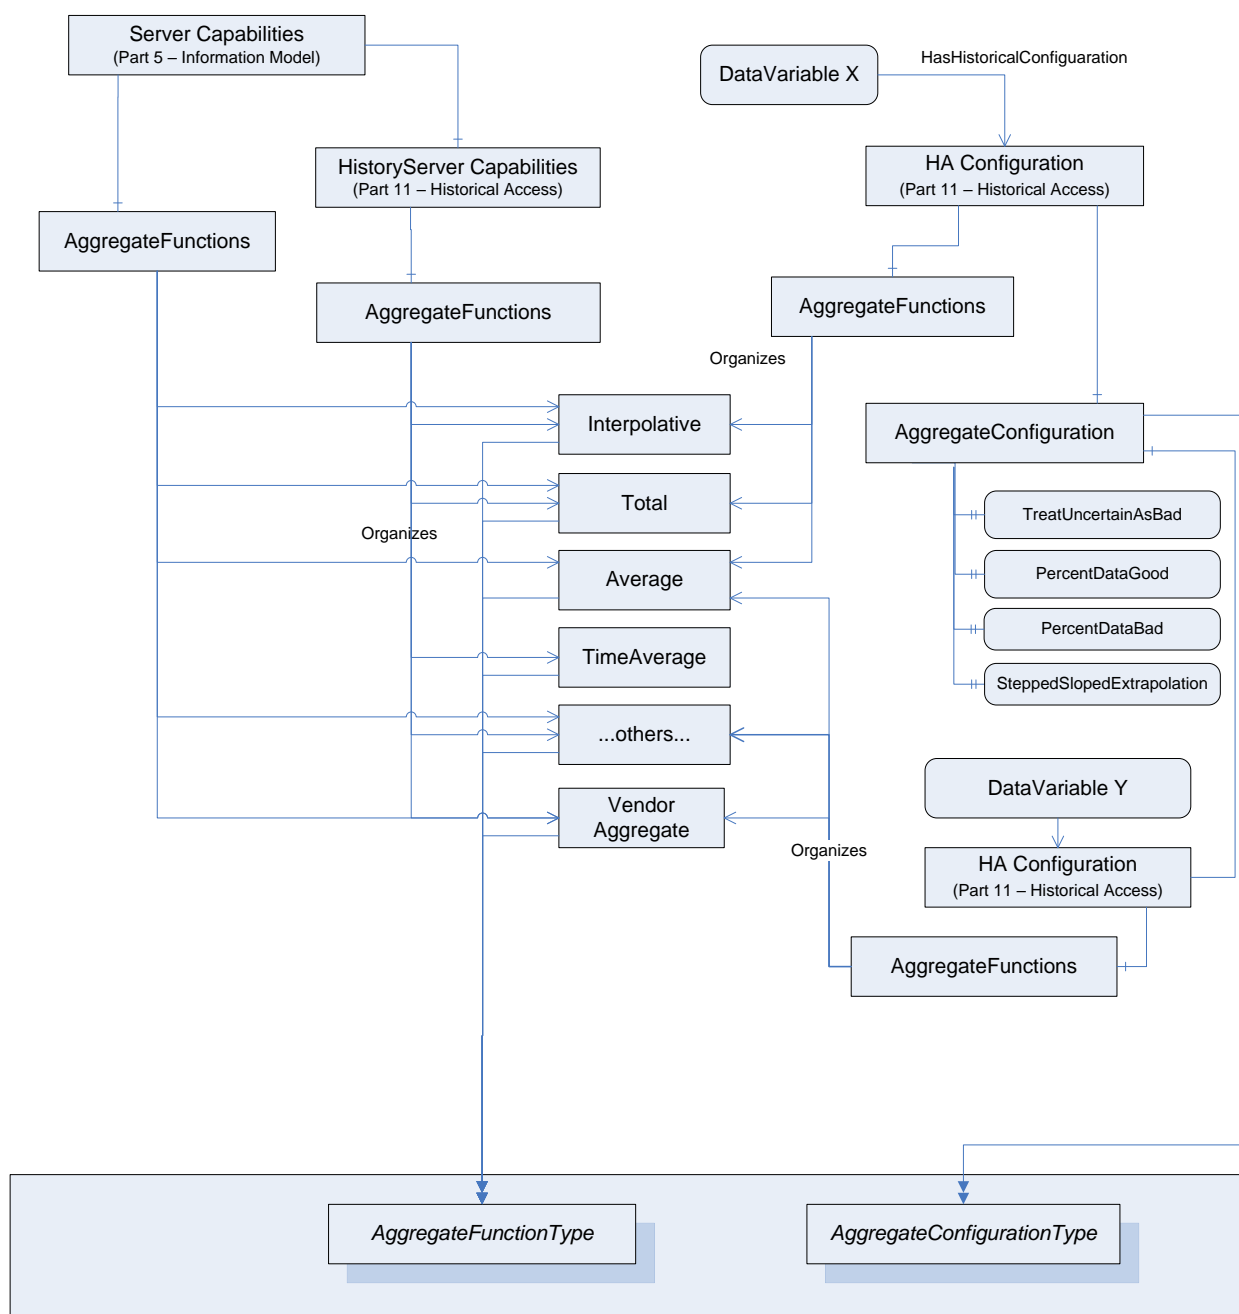 Server Capabilities
(Part 5 – Information Model)
DataVariable X
HasHistoricalConfiguaration
HistoryServer Capabilities
(Part 11 – Historical Access)
HA Configuration
(Part 11 – Historical Access)
AggregateFunctions
AggregateFunctions
AggregateFunctions
Organizes
Interpolative
AggregateConfiguration
Total
TreatUncertainAsBad
Organizes
Average
PercentDataGood
PercentDataBad
TimeAverage
SteppedSlopedExtrapolation
...others...
DataVariable Y
Vendor
Aggregate
Organizes
HA Configuration
(Part 11 – Historical Access)
AggregateFunctions
AggregateFunctionType
AggregateConfigurationType